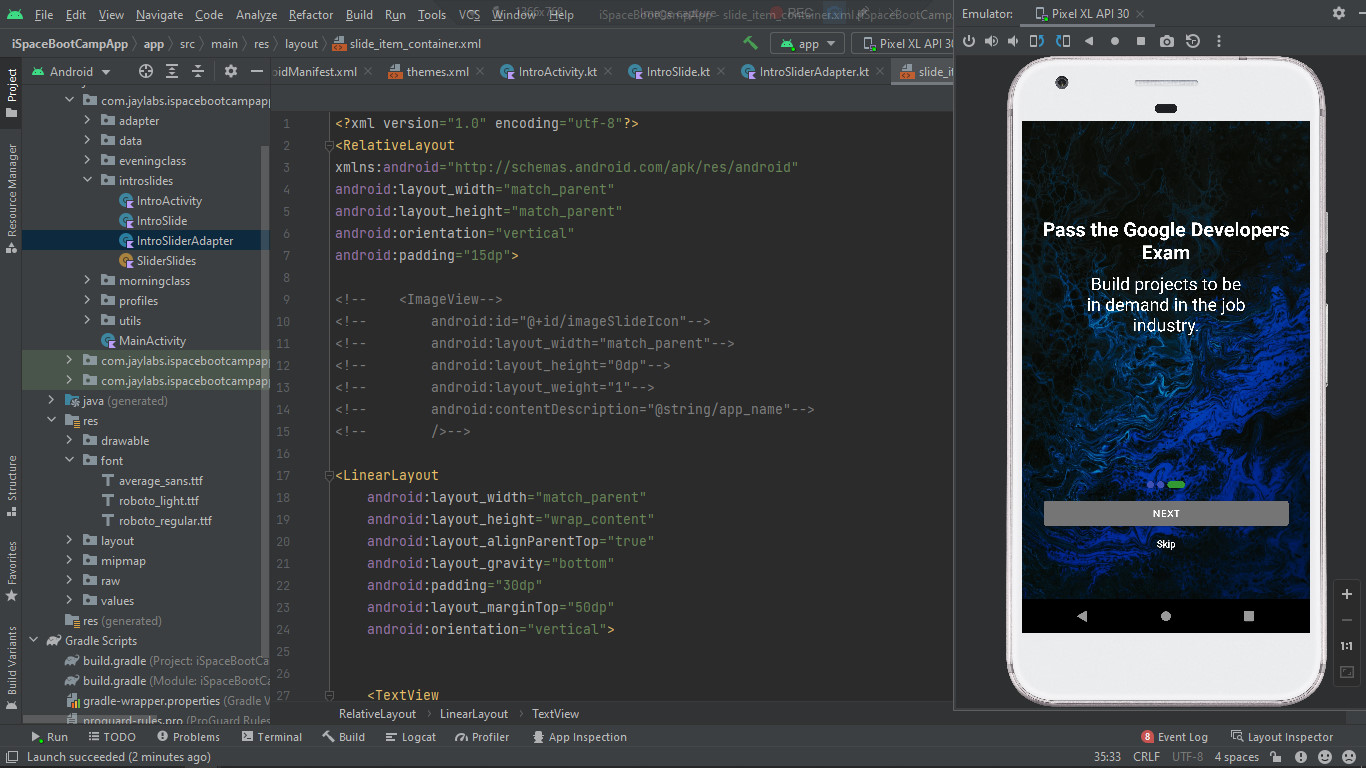 File Edit View Navigate Code Analyze Refactor Build Run Tools VCS Window Help
iSpaceBootCampApp - slide_item_container.xml
iSpaceBootCamp
Emulator: Pixel XL API 30
iSpaceBootCampApp app src main res layout slide_item_container.xml
app Pixel XL API 30
Android
oidManifest.xml themes.xml IntroActivity.kt IntroSlide.kt IntroSliderAdapter.kt slide_it
Project
Resource Manager
Structure
Favorites
Build Variants
com.jaylabs.ispacebootcampapp
adapter
data
eveningclass
introslides
IntroActivity
IntroSlide
IntroSliderAdapter
SliderSlides
morningclass
profiles
utils
MainActivity
com.jaylabs.ispacebootcampapp
com.jaylabs.ispacebootcampapp
java (generated)
res
drawable
font
average_sans.ttf
roboto_light.ttf
roboto_regular.ttf
layout
mipmap
raw
values
res (generated)
Gradle Scripts
build.gradle (Project: iSpaceBootCa
build.gradle (Module: iSpaceBootCa
gradle-wrapper.properties (Gradle V
proguard-rules.pro (ProGuard Rules
1 <?xml version="1.0" encoding="utf-8"?>
2 <RelativeLayout
3 xmlns:android="http://schemas.android.com/apk/res/android"
4 android:layout_width="match_parent"
5 android:layout_height="match_parent"
6 android:orientation="vertical"
7 android:padding="15dp">
8
9 <!--    <ImageView-->
10 <!--        android:id="@+id/imageSlideIcon"-->
11 <!--        android:layout_width="match_parent"-->
12 <!--        android:layout_height="0dp"-->
13 <!--        android:layout_weight="1"-->
14 <!--        android:contentDescription="@string/app_name"-->
15 <!--        />-->
16
17 <LinearLayout
18     android:layout_width="match_parent"
19     android:layout_height="wrap_content"
20     android:layout_alignParentTop="true"
21     android:layout_gravity="bottom"
22     android:padding="30dp"
23     android:layout_marginTop="50dp"
24     android:orientation="vertical">
25
26
27     <TextView
RelativeLayout LinearLayout TextView
Pass the Google Developers
Exam
Build projects to be
in demand in the job
industry.
NEXT
Skip
1:1
Run TODO Problems Terminal Build Logcat Profiler App Inspection
8 Event Log Layout Inspector
Launch succeeded (2 minutes ago)
35:33 CRLF UTF-8 4 spaces